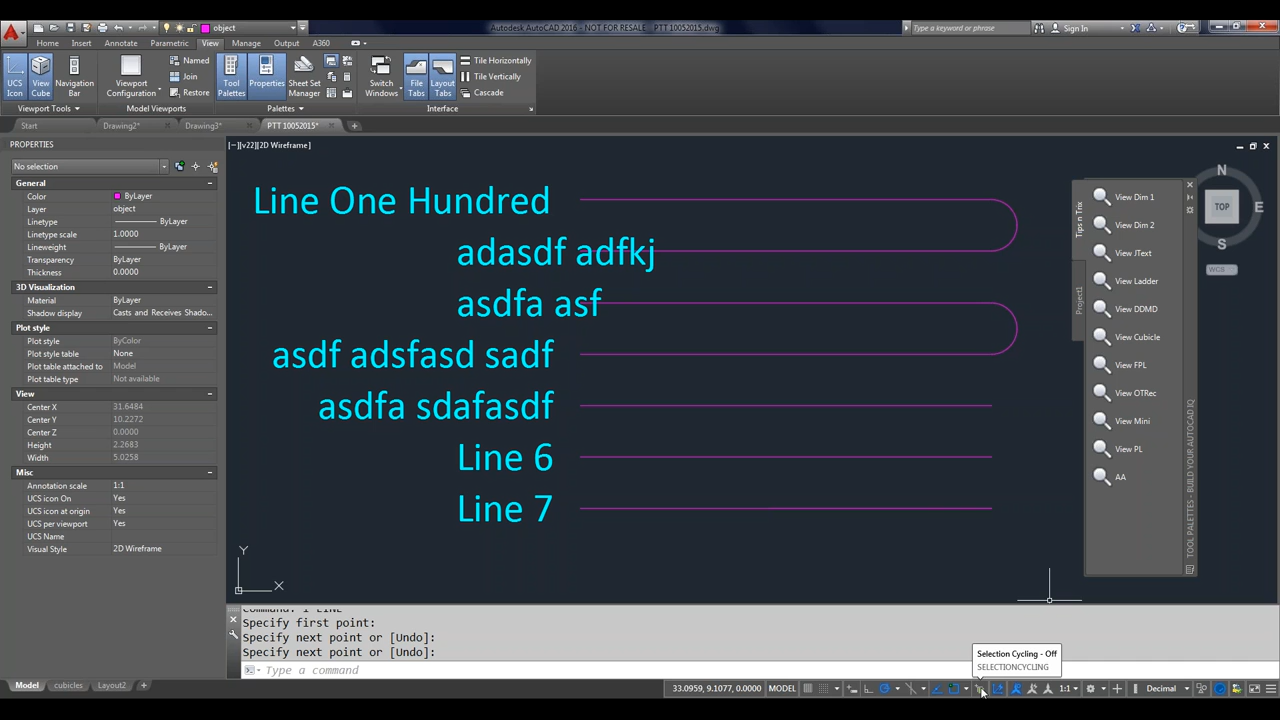 object
Autodesk AutoCAD 2016 - NOT FOR RESALE PTT 10052015.dwg
Type a keyword or phrase
Sign In
Home Insert Annotate Parametric View Manage Output A360
UCS Icon
View Cube
Navigation Bar
Viewport Tools
Viewport Configuration
Named
Join
Restore
Model Viewports
Tool Palettes
Properties
Sheet Set Manager
Palettes
Switch Windows
File Tabs
Layout Tabs
Tile Horizontally
Tile Vertically
Cascade
Interface
Start Drawing2* Drawing3* PTT 10052015*
PROPERTIES
No selection
General
Color ByLayer
Layer object
Linetype ByLayer
Linetype scale 1.0000
Lineweight ByLayer
Transparency ByLayer
Thickness 0.0000
3D Visualization
Material ByLayer
Shadow display Casts and Receives Shado...
Plot style
Plot style ByColor
Plot style table None
Plot table attached to Model
Plot table type Not available
View
Center X 31.6484
Center Y 10.2272
Center Z 0.0000
Height 2.2683
Width 5.0258
Misc
Annotation scale 1:1
UCS icon On Yes
UCS icon at origin Yes
UCS per viewport Yes
UCS Name
Visual Style 2D Wireframe
[−][v22][2D Wireframe]
Line One Hundred
adasdf adfkj
asdfa asf
asdf adsfasd sadf
asdfa sdafasdf
Line 6
Line 7
Y
X
N
TOP
S
WCS
Tips n Trix
Project1
View Dim 1
View Dim 2
View JText
View Ladder
View DDMD
View Cubicle
View FPL
View OTRec
View Mini
View PL
AA
TOOL PALETTES - BUILD YOUR AUTOCAD IQ
Specify first point:
Specify next point or [Undo]:
Specify next point or [Undo]:
Type a command
Selection Cycling - Off
SELECTIONCYCLING
Model cubicles Layout2
33.0959, 9.1077, 0.0000 MODEL
1:1
Decimal